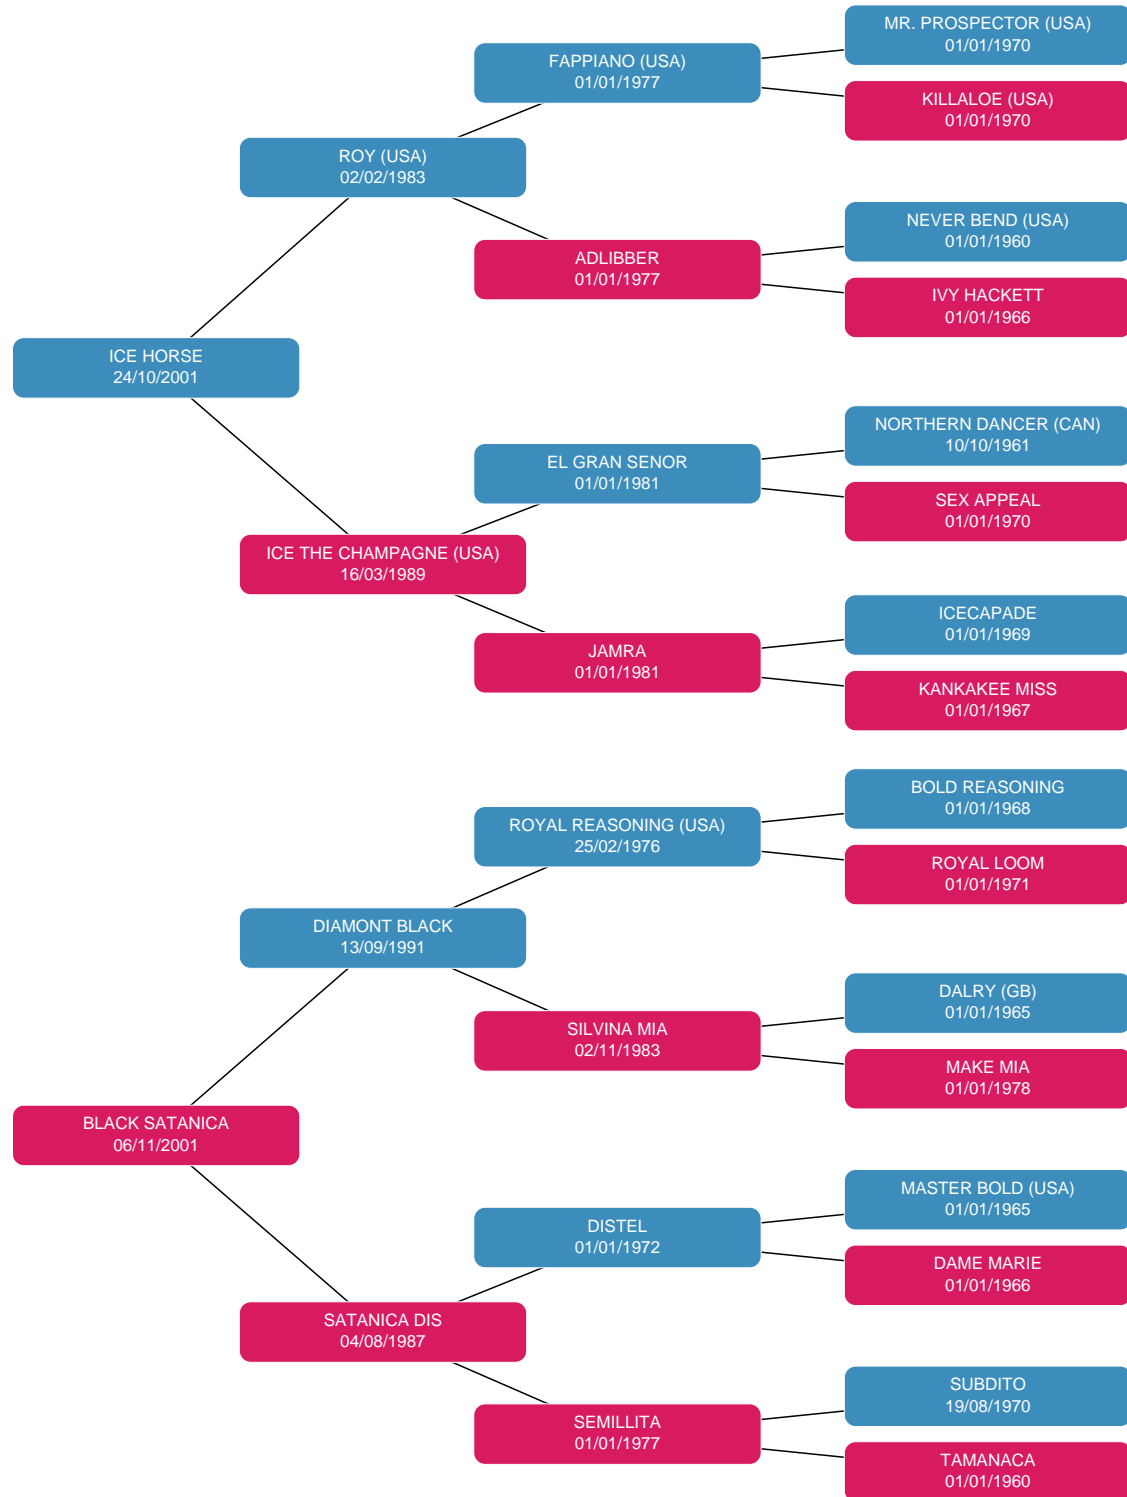 MR. PROSPECTOR (USA)
01/01/1970
FAPPIANO (USA)
01/01/1977
KILLALOE (USA)
01/01/1970
ROY (USA)
02/02/1983
NEVER BEND (USA)
01/01/1960
ADLIBBER
01/01/1977
IVY HACKETT
01/01/1966
ICE HORSE
24/10/2001
NORTHERN DANCER (CAN)
10/10/1961
EL GRAN SENOR
01/01/1981
SEX APPEAL
01/01/1970
ICE THE CHAMPAGNE (USA)
16/03/1989
ICECAPADE
01/01/1969
JAMRA
01/01/1981
KANKAKEE MISS
01/01/1967
BOLD REASONING
01/01/1968
ROYAL REASONING (USA)
25/02/1976
ROYAL LOOM
01/01/1971
DIAMONT BLACK
13/09/1991
DALRY (GB)
01/01/1965
SILVINA MIA
02/11/1983
MAKE MIA
01/01/1978
BLACK SATANICA
06/11/2001
MASTER BOLD (USA)
01/01/1965
DISTEL
01/01/1972
DAME MARIE
01/01/1966
SATANICA DIS
04/08/1987
SUBDITO
19/08/1970
SEMILLITA
01/01/1977
TAMANACA
01/01/1960